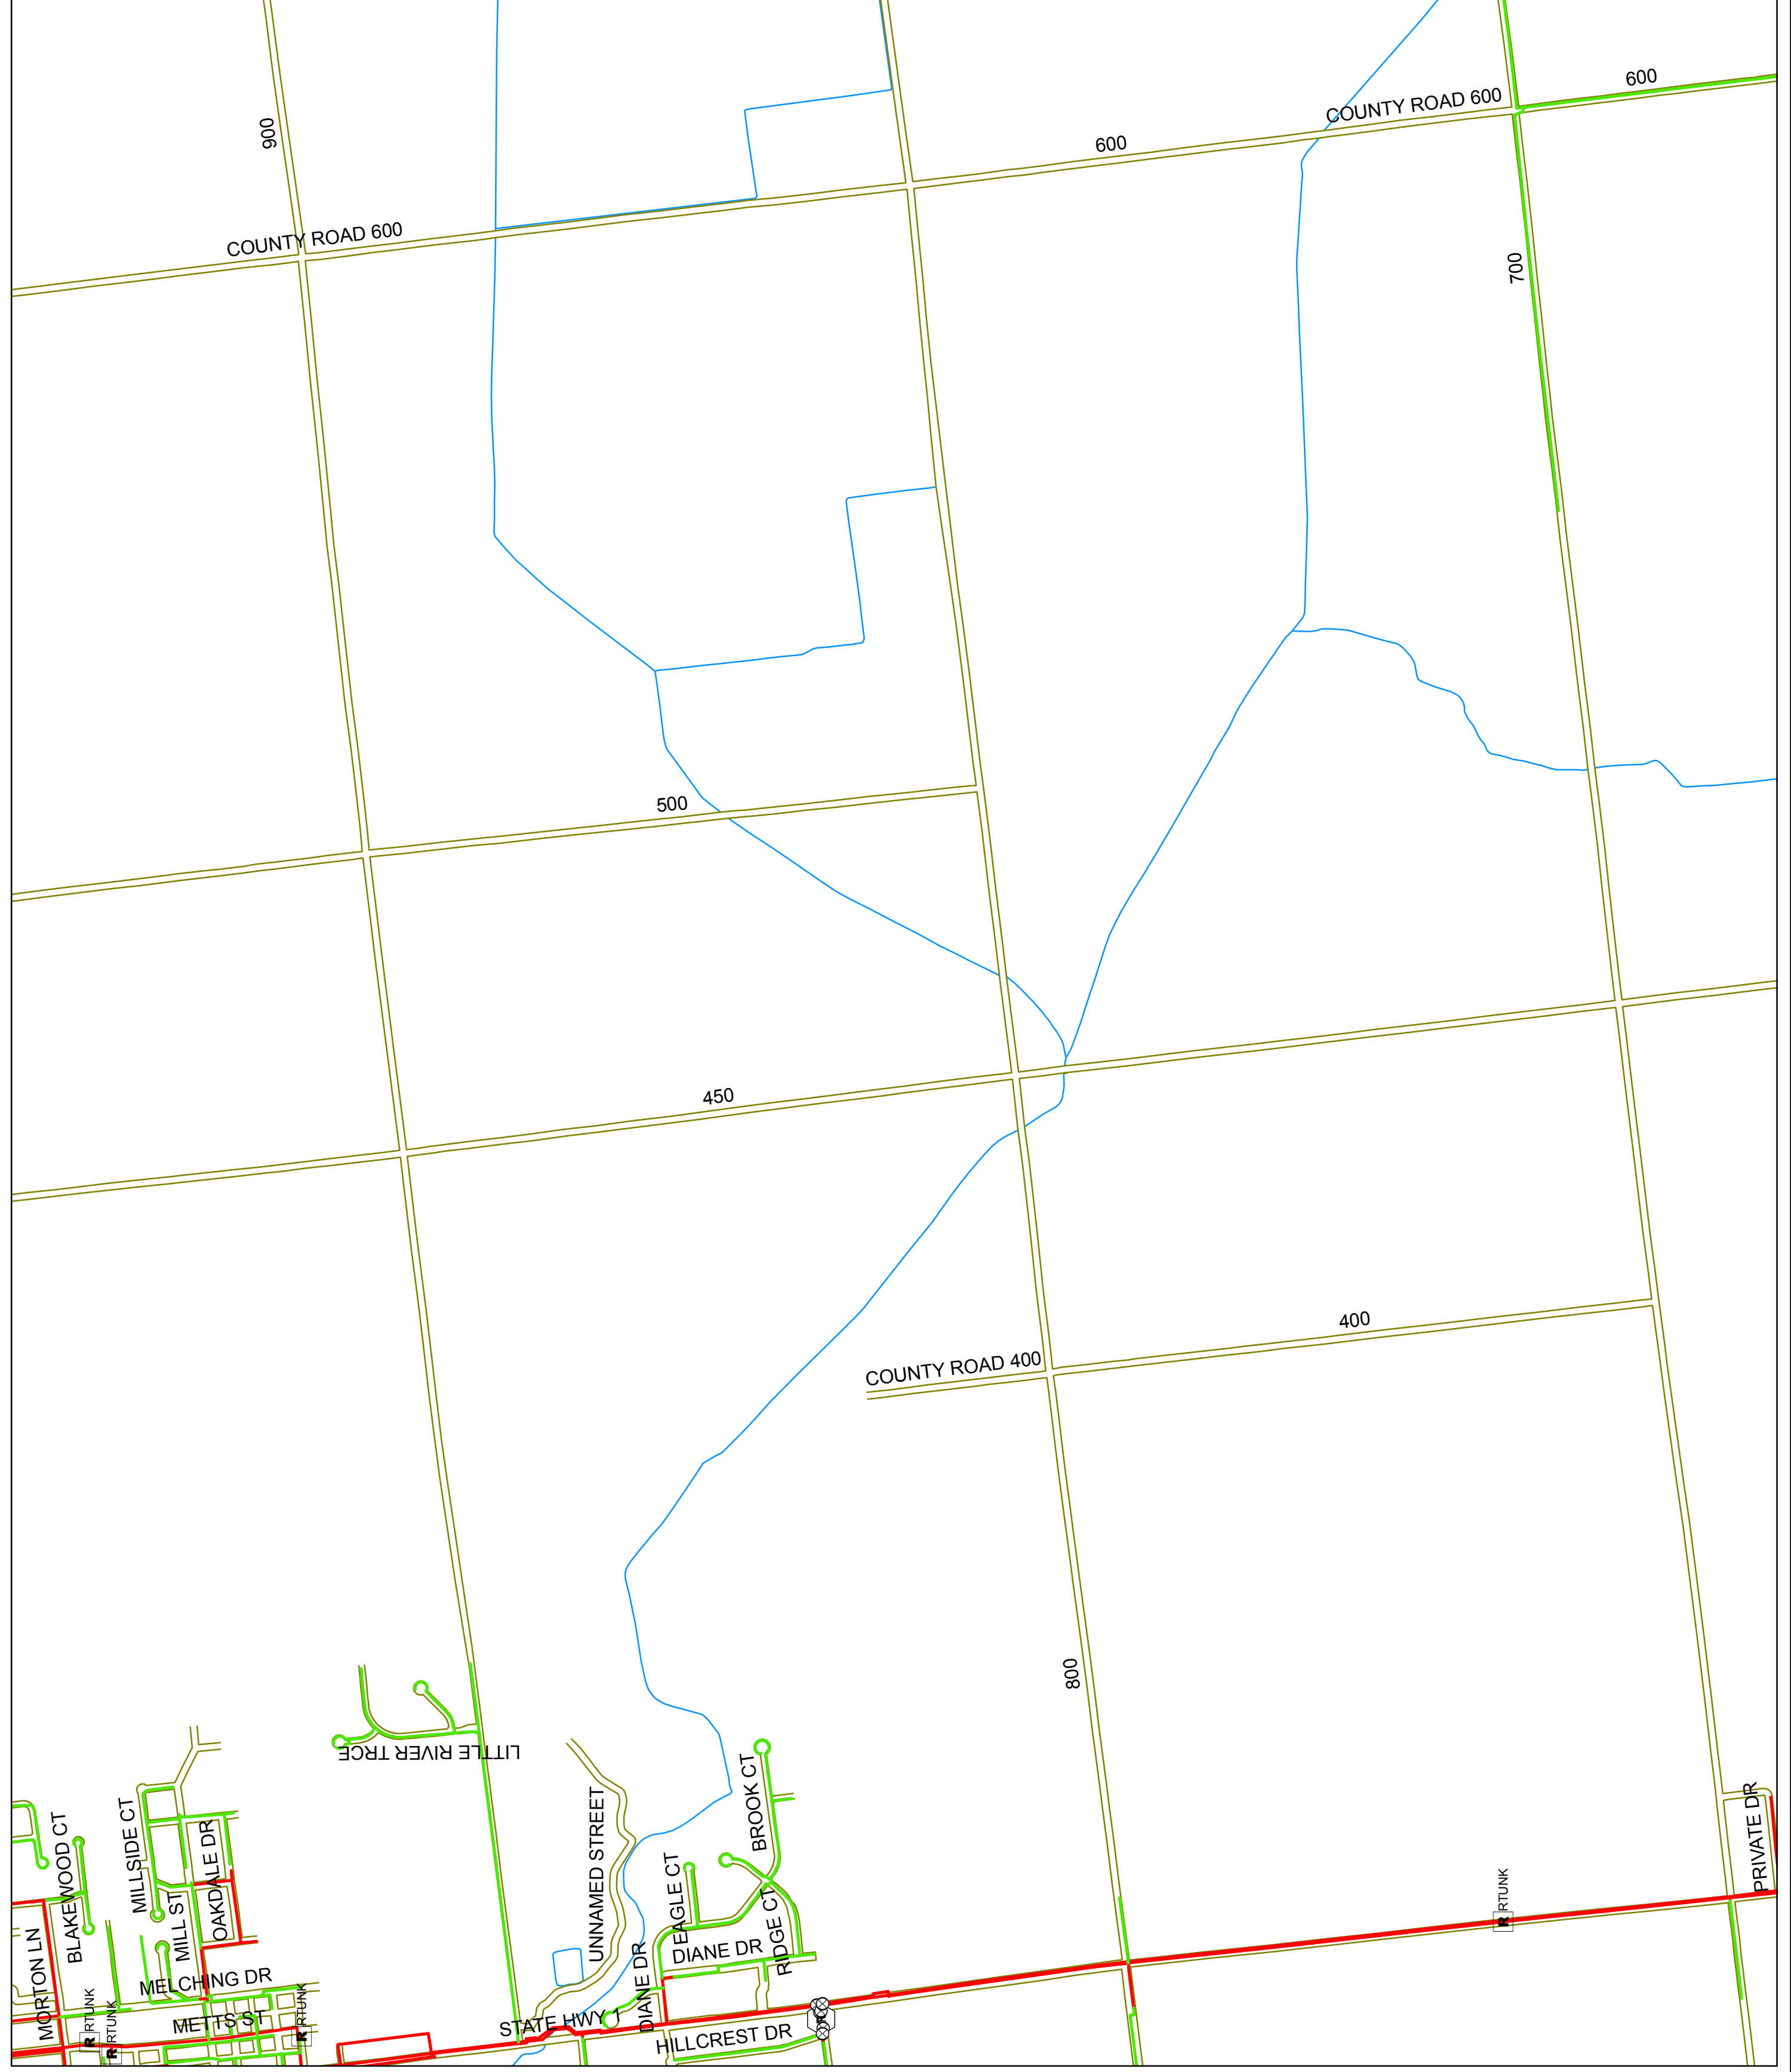 600
COUNTY ROAD 600
600
900
COUNTY ROAD 600
700
500
450
400
COUNTY ROAD 400
800
LITTLE RIVER TRCE
BROOK CT
PRIVATE DR
UNNAMED STREET
MILLSIDE CT
BLAKEWOOD CT
OAKDALE DR
EAGLE CT
MILL ST
RIDGE CT
R RTUNK
MORTON LN
DIANE DR
DIANE DR
MELCHING DR
METTS ST
R RTUNK
R RTUNK
R RTUNK
STATE HWY 1
HILLCREST DR